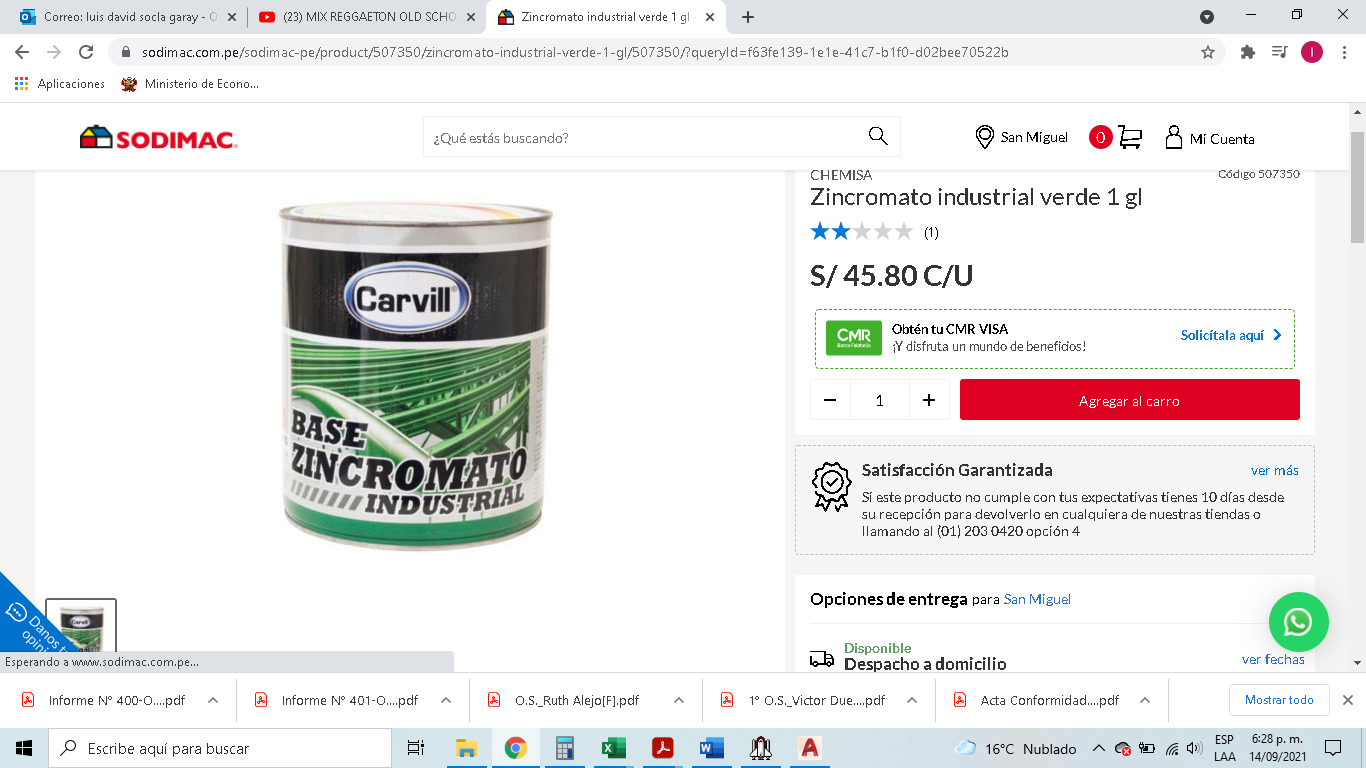 Correo: luis david socla garay - O
(23) MIX REGGAETON OLD SCHO
Zincromato industrial verde 1 gl
sodimac.com.pe/sodimac-pe/product/507350/zincromato-industrial-verde-1-gl/507350/?queryId=f63fe139-1e1e-41c7-b1f0-d02bee70522b
I
Aplicaciones
Ministerio de Econo...
SODIMAC
¿Qué estás buscando?
San Miguel
0
Mi Cuenta
CHEMISA
Código 507350
Zincromato industrial verde 1 gl
(1)
S/ 45.80 C/U
CMR
Banco Falabella
Obtén tu CMR VISA
¡Y disfruta un mundo de beneficios!
Solicítala aquí
1
Agregar al carro
Carvill
BASE
ZINCROMATO
INDUSTRIAL
Satisfacción Garantizada
ver más
Si este producto no cumple con tus expectativas tienes 10 días desde
su recepción para devolverlo en cualquiera de nuestras tiendas o
llamando al (01) 203 0420 opción 4
Opciones de entrega para San Miguel
Disponible
Despacho a domicilio
ver fechas
Carvill
Danos t
opini
Esperando a www.sodimac.com.pe...
Informe N° 400-O....pdf
Informe N° 401-O....pdf
O.S._Ruth Alejo[F].pdf
1° O.S._Victor Due....pdf
Acta Conformidad....pdf
Mostrar todo
Escribe aquí para buscar
16°C Nublado
ESP
LAA
6:28 p. m.
14/09/2021